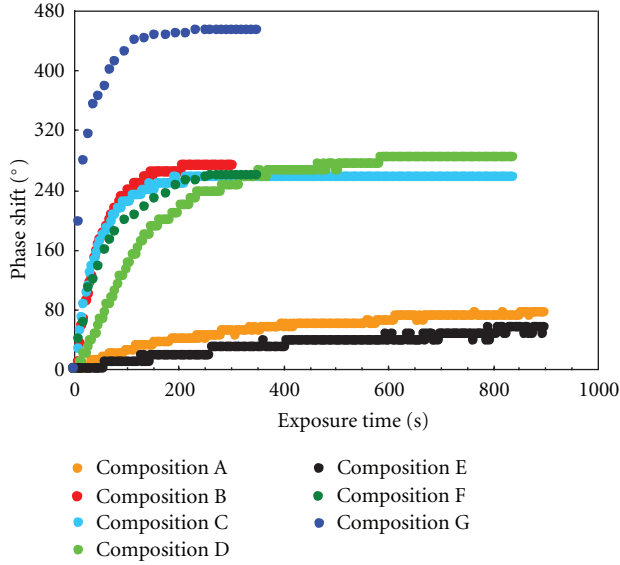 480
400
320
240
160
80
0
Phase shift (°)
0
200
400
600
800
1000
Exposure time (s)
Composition A
Composition B
Composition C
Composition D
Composition E
Composition F
Composition G